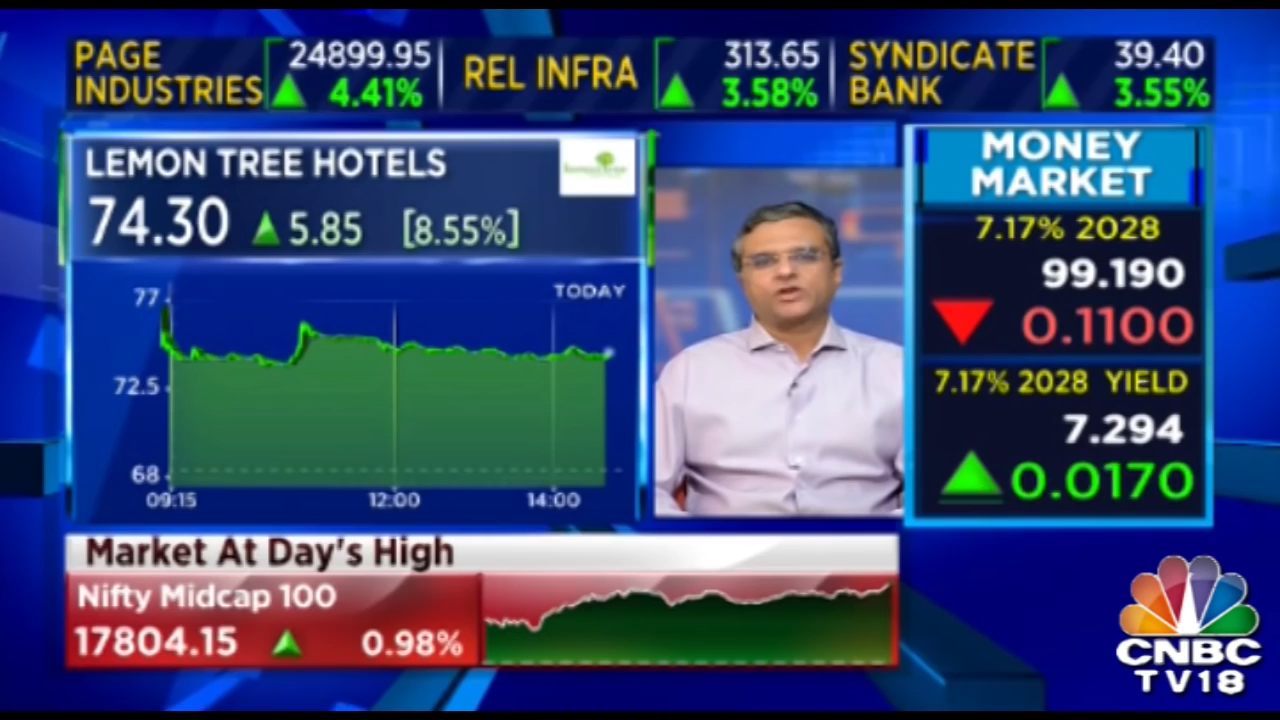 PAGE INDUSTRIES
24899.95
4.41%
REL INFRA
313.65
3.58%
SYNDICATE BANK
39.40
3.55%
LEMON TREE HOTELS
74.30 5.85 [8.55%]
TODAY
77
72.5
68
09:15 12:00 14:00
MONEY
MARKET
7.17% 2028
99.190
0.1100
7.17% 2028 YIELD
7.294
0.0170
Market At Day's High
Nifty Midcap 100
17804.15 0.98%
CNBC
TV18